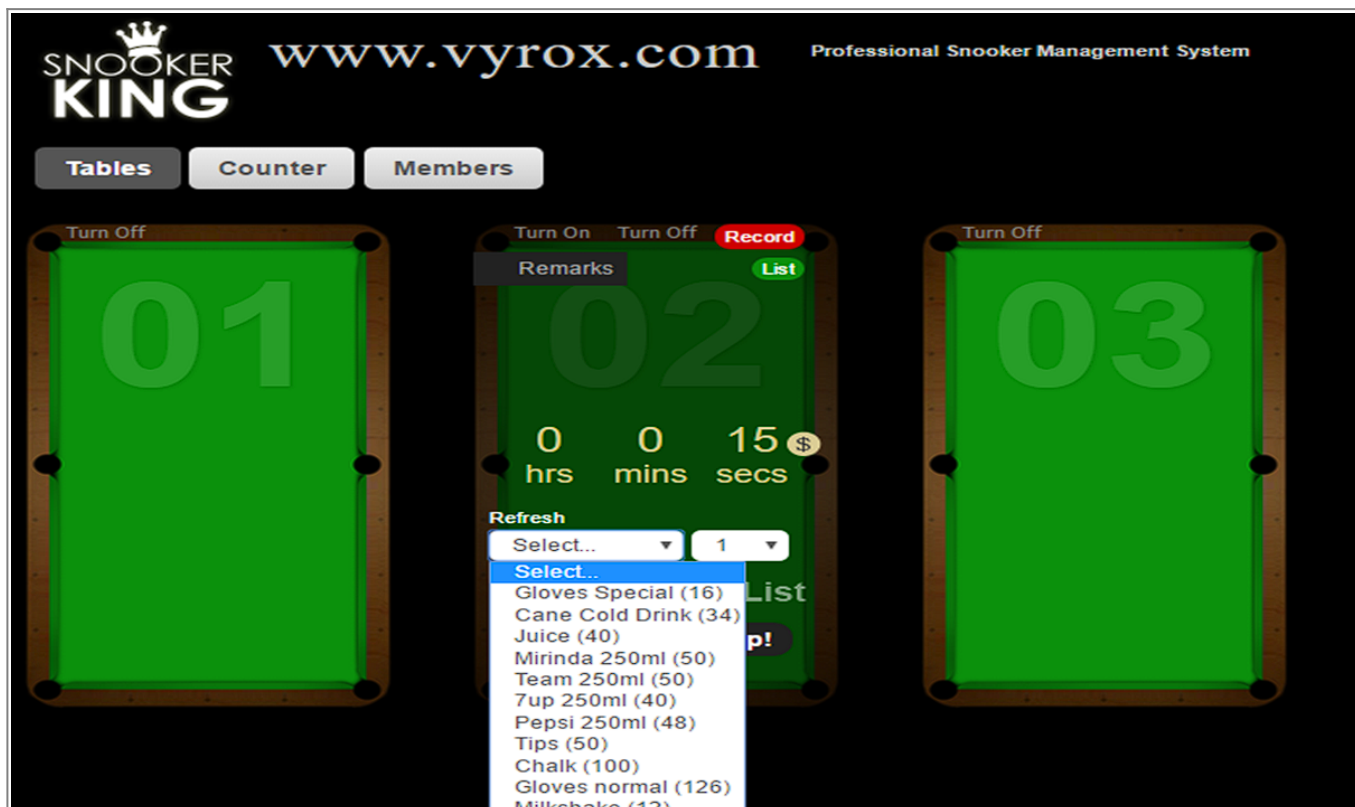 SNOOKER
KING
www.vyrox.com
Professional Snooker Management System
Tables
Counter
Members
Turn Off
01
Turn On
Turn Off
Record
Remarks
List
02
0
0
15
$
hrs
mins
secs
Refresh
Select...
1
Select...
Gloves Special (16)
Cane Cold Drink (34)
Juice (40)
Mirinda 250ml (50)
Team 250ml (50)
7up 250ml (40)
Pepsi 250ml (48)
Tips (50)
Chalk (100)
Gloves normal (126)
Milkshake (12)
List
p!
Turn Off
03